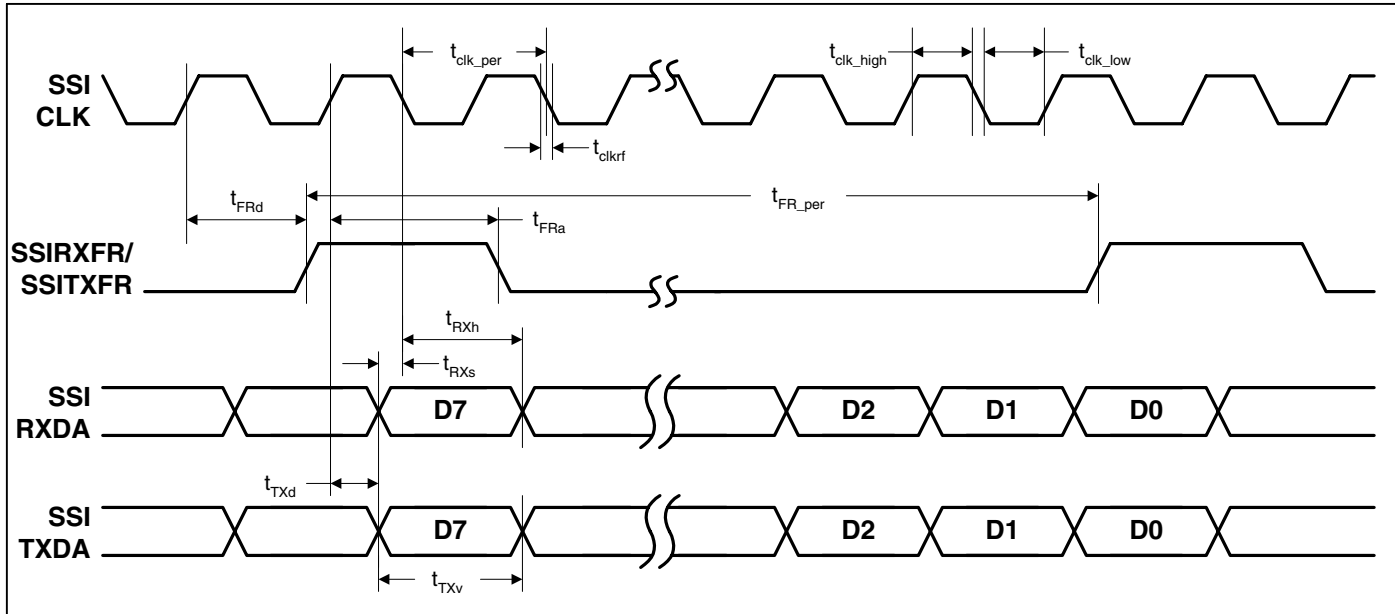 t_clk_per
t_clk_high
t_clk_low
SSI
CLK
t_clkrf
t_FRd
t_FR_per
t_FRa
SSIRXFR/
SSITXFR
t_RXh
t_RXs
SSI
RXDA
D7 D2 D1 D0
t_TXd
SSI
TXDA
D7 D2 D1 D0
t_TXv